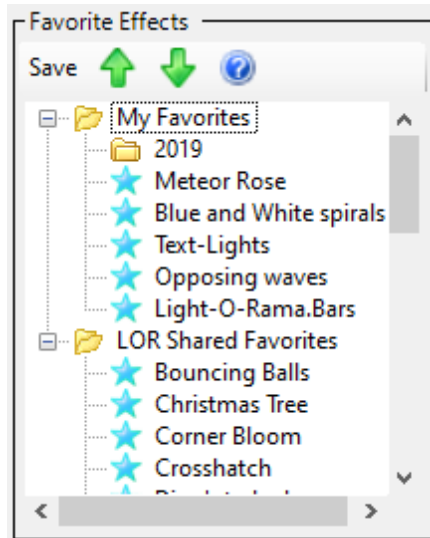 Favorite Effects
Save
My Favorites
2019
Meteor Rose
Blue and White spirals
Text-Lights
Opposing waves
Light-O-Rama.Bars
LOR Shared Favorites
Bouncing Balls
Christmas Tree
Corner Bloom
Crosshatch